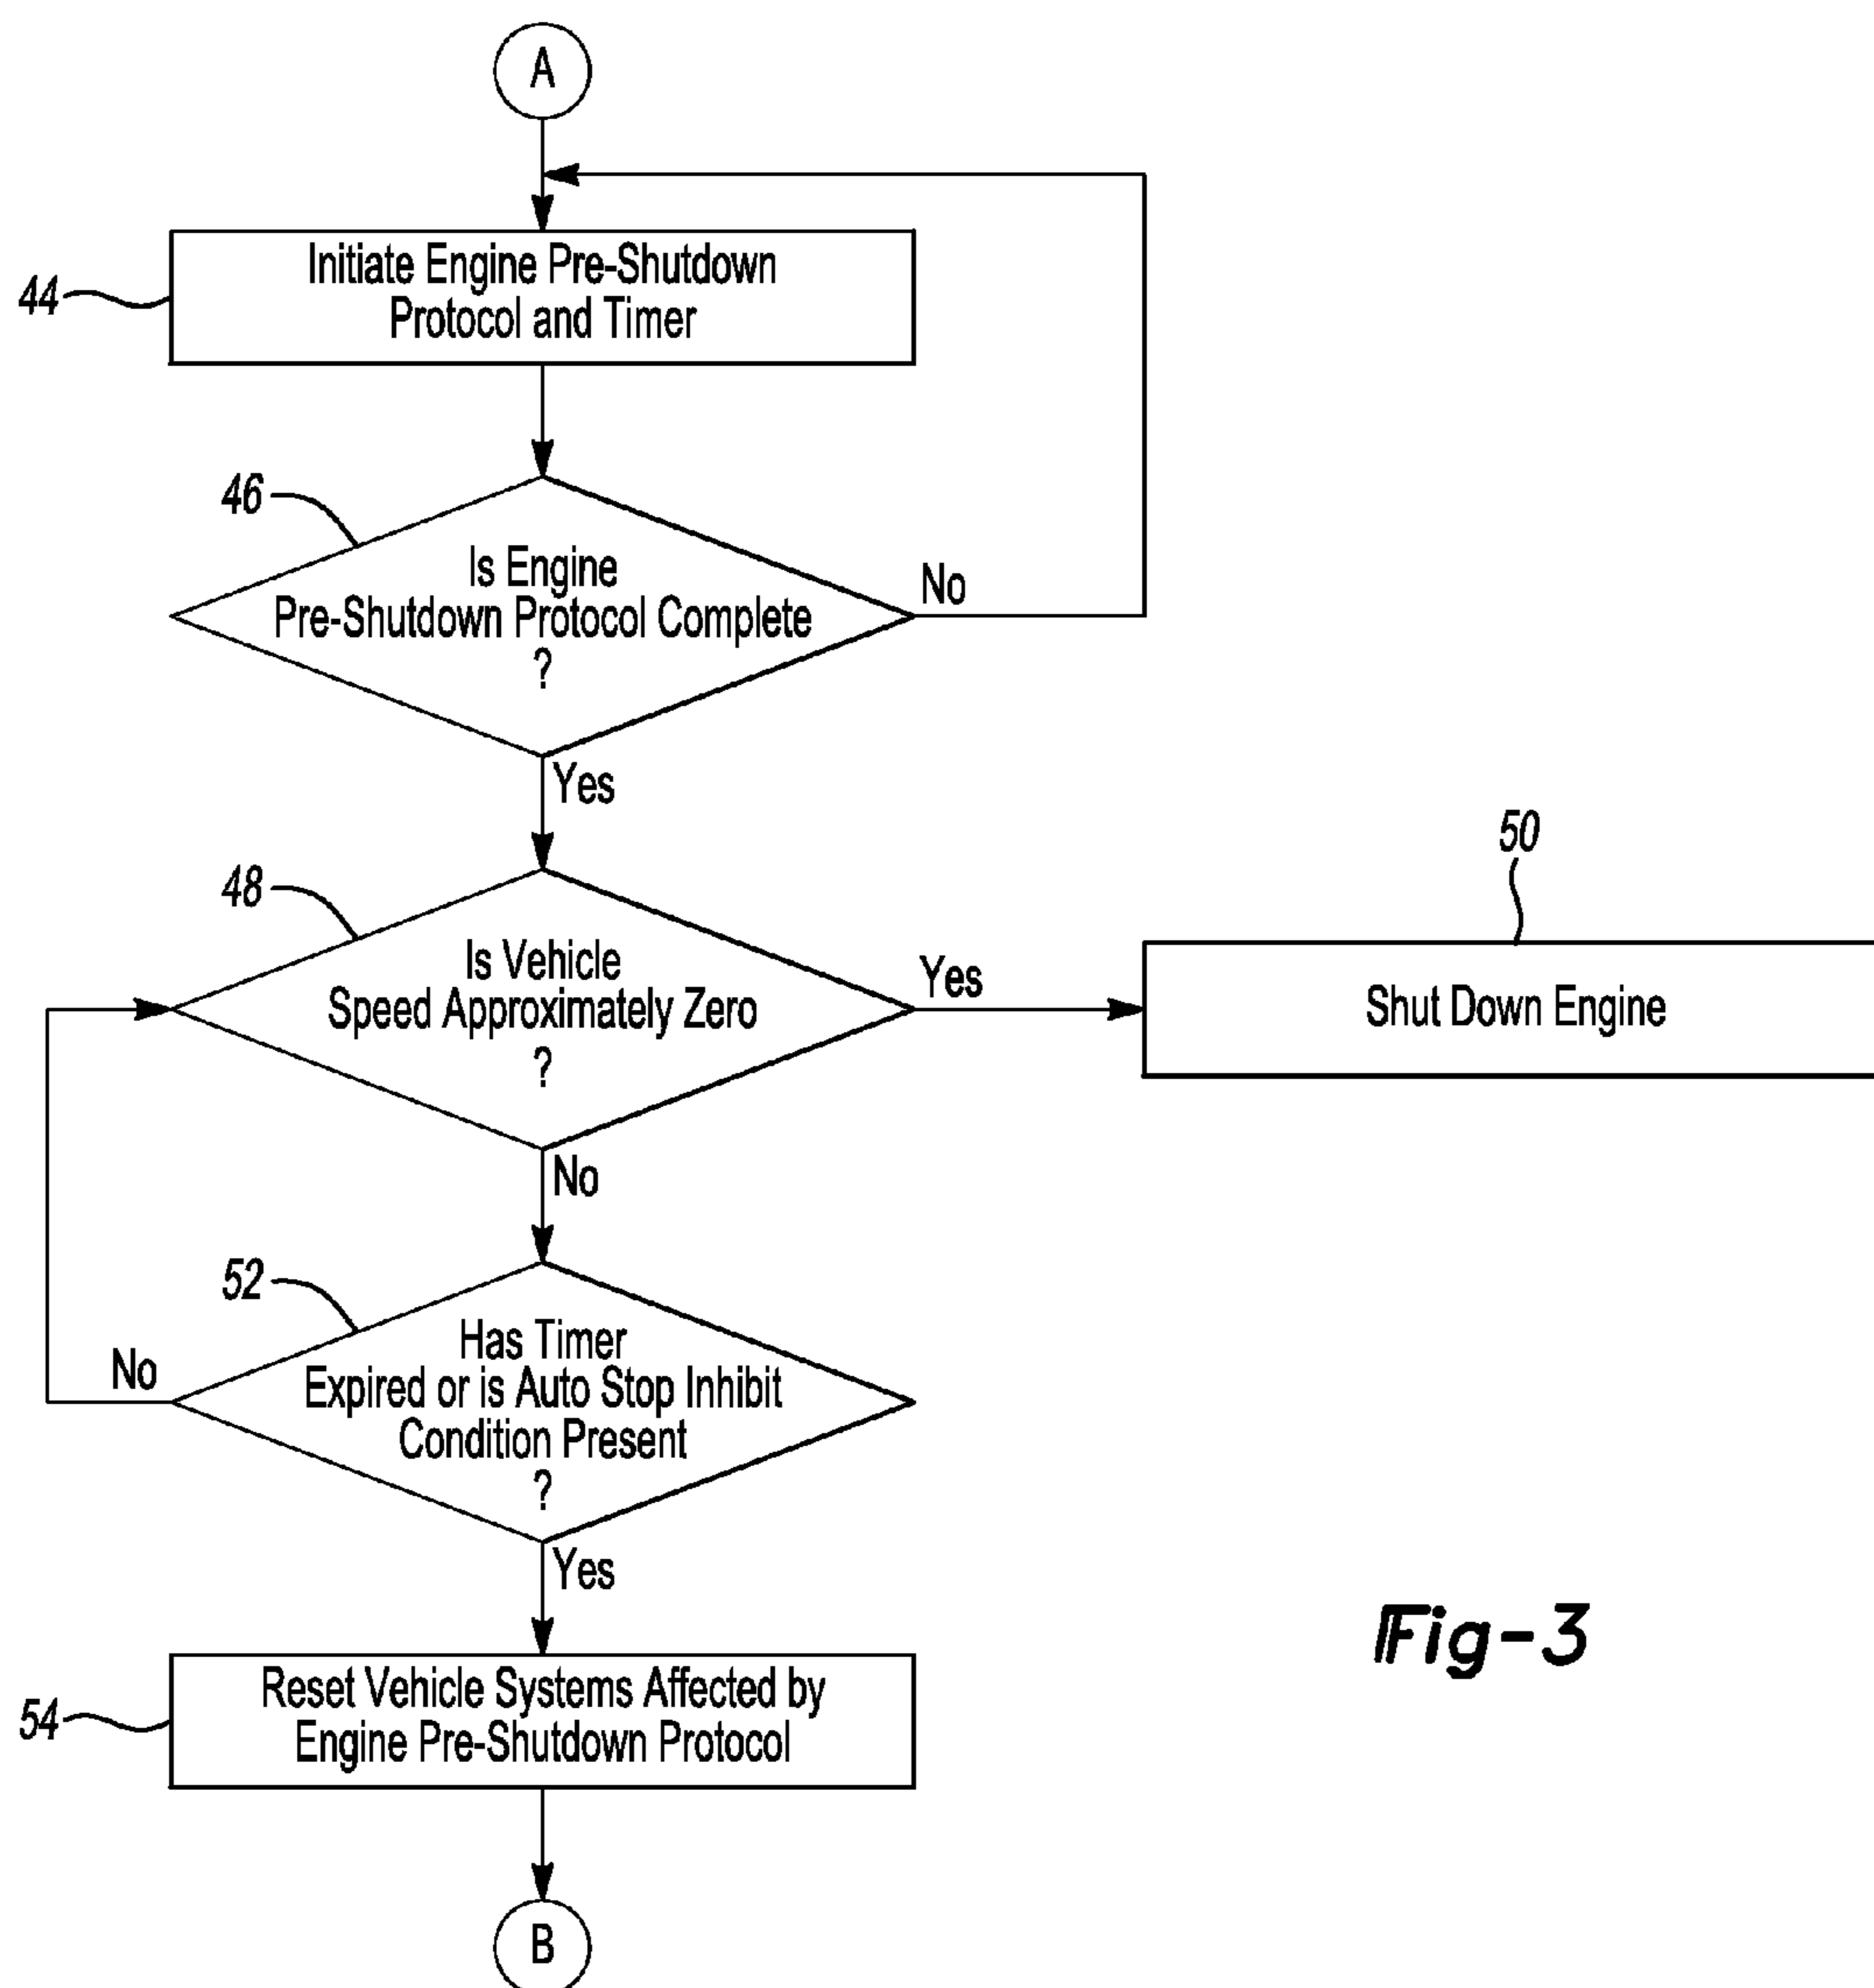 A
44
Initiate Engine Pre-Shutdown
Protocol and Timer
46
Is Engine
Pre-Shutdown Protocol Complete
?
No
Yes
48
Is Vehicle
Speed Approximately Zero
?
Yes
50
Shut Down Engine
No
52
Has Timer
Expired or is Auto Stop Inhibit
Condition Present
?
No
Yes
54
Reset Vehicle Systems Affected by
Engine Pre-Shutdown Protocol
B
Fig-3